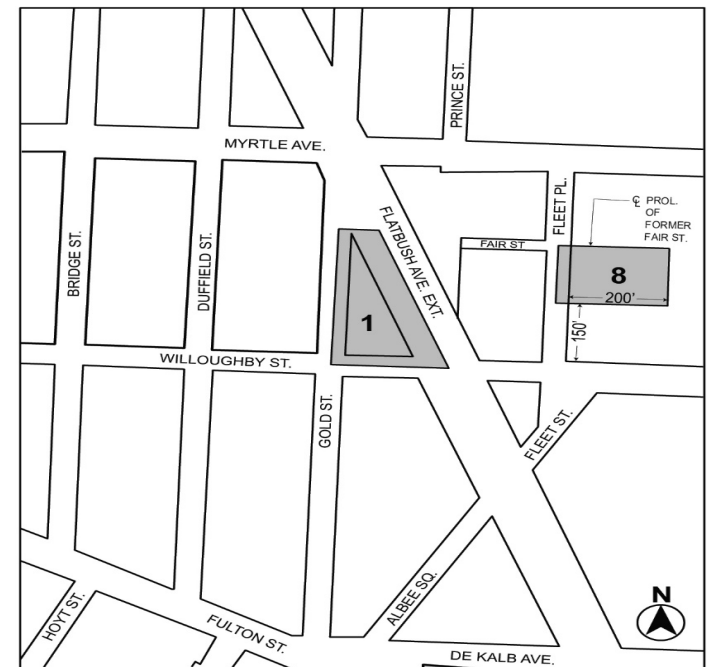 PRINCE ST.
MYRTLE AVE.
FLEET PL.
℄ PROL.
OF
FORMER
FAIR ST.
FLATBUSH AVE. EXT.
FAIR ST
BRIDGE ST.
DUFFIELD ST.
8
200'
1
150'
WILLOUGHBY ST.
GOLD ST.
FLEET ST.
ALBEE SQ.
HOYT ST.
FULTON ST.
N
DE KALB AVE.